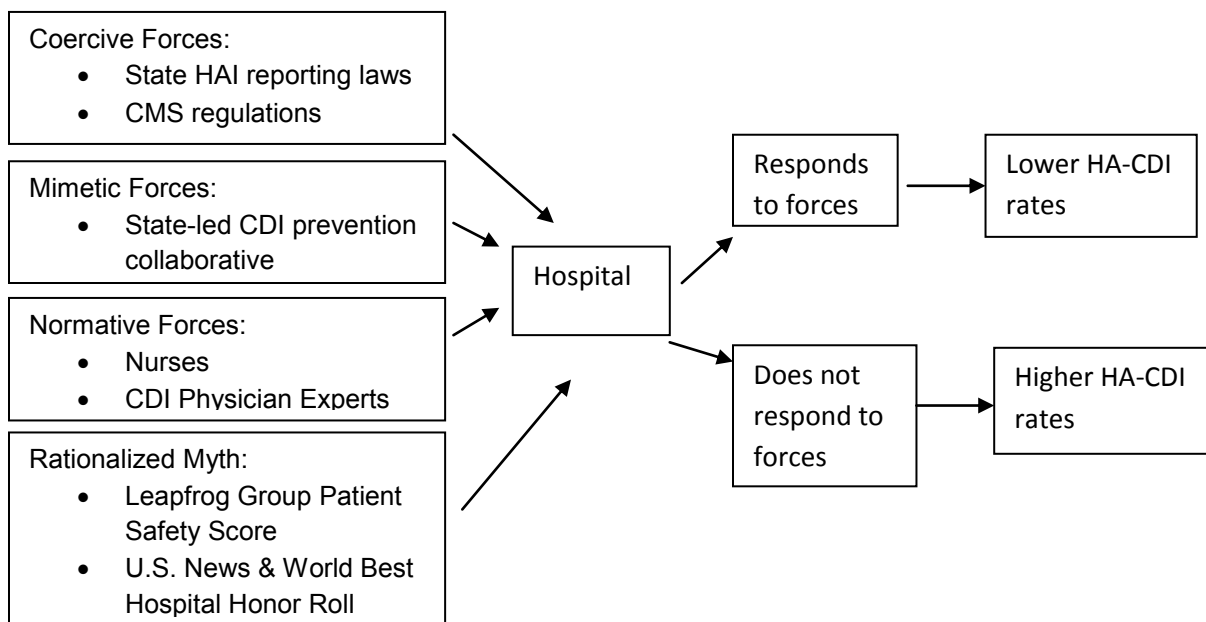 Coercive Forces:
• State HAI reporting laws
• CMS regulations
Mimetic Forces:
• State-led CDI prevention
collaborative
Normative Forces:
• Nurses
• CDI Physician Experts
Rationalized Myth:
• Leapfrog Group Patient
Safety Score
• U.S. News & World Best
Hospital Honor Roll
Hospital
Responds
to forces
Lower HA-CDI
rates
Does not
respond to
forces
Higher HA-CDI
rates